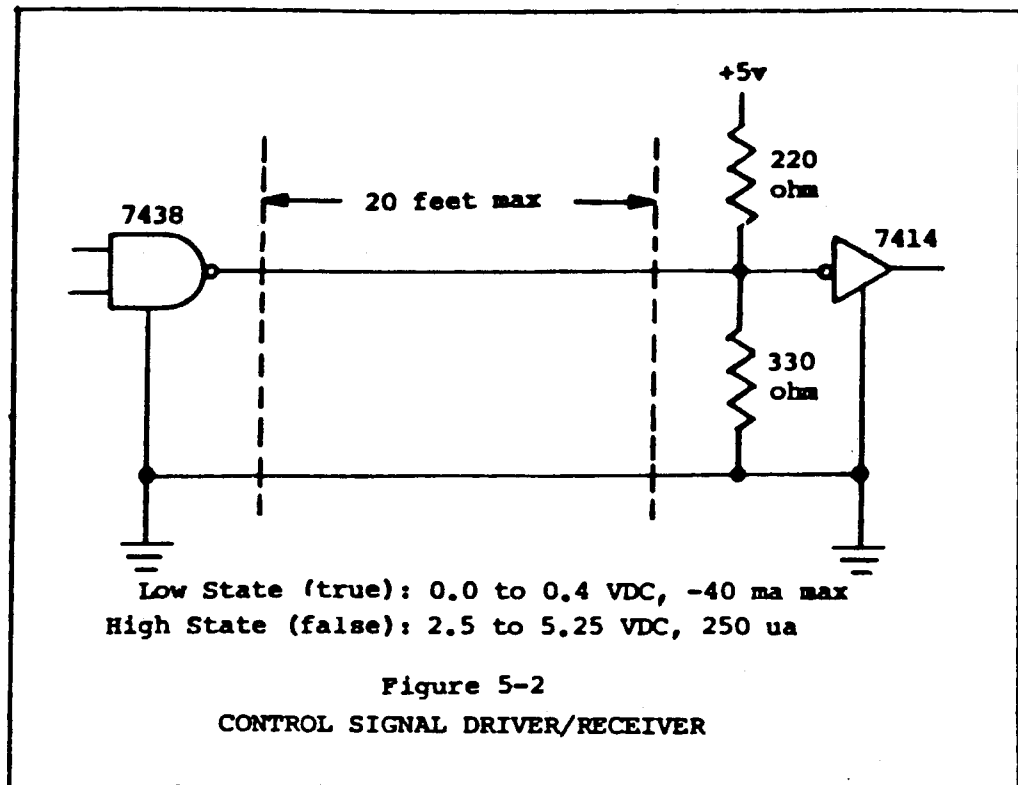 +5v
220
ohm
20 feet max
7438
7414
330
ohm
Low State (true): 0.0 to 0.4 VDC, -40 ma max
High State (false): 2.5 to 5.25 VDC, 250 ua
Figure 5-2
CONTROL SIGNAL DRIVER/RECEIVER